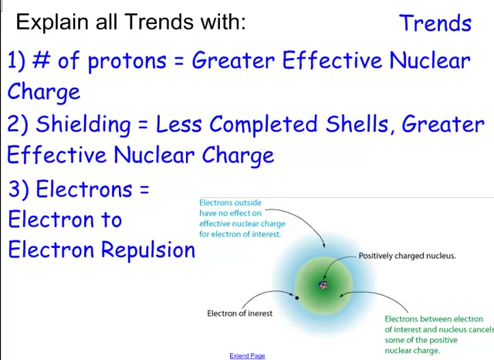 Explain all Trends with:
Trends
1) # of protons = Greater Effective Nuclear
Charge
2) Shielding = Less Completed Shells, Greater
Effective Nuclear Charge
3) Electrons =
Electron to
Electron Repulsion
Electrons outside
have no effect on
effective nuclear charge
for electron of interest.
Positively charged nucleus.
Electron of inerest
Electrons between electron
of interest and nucleus cancels
some of the positive
nuclear charge.
Extend Page